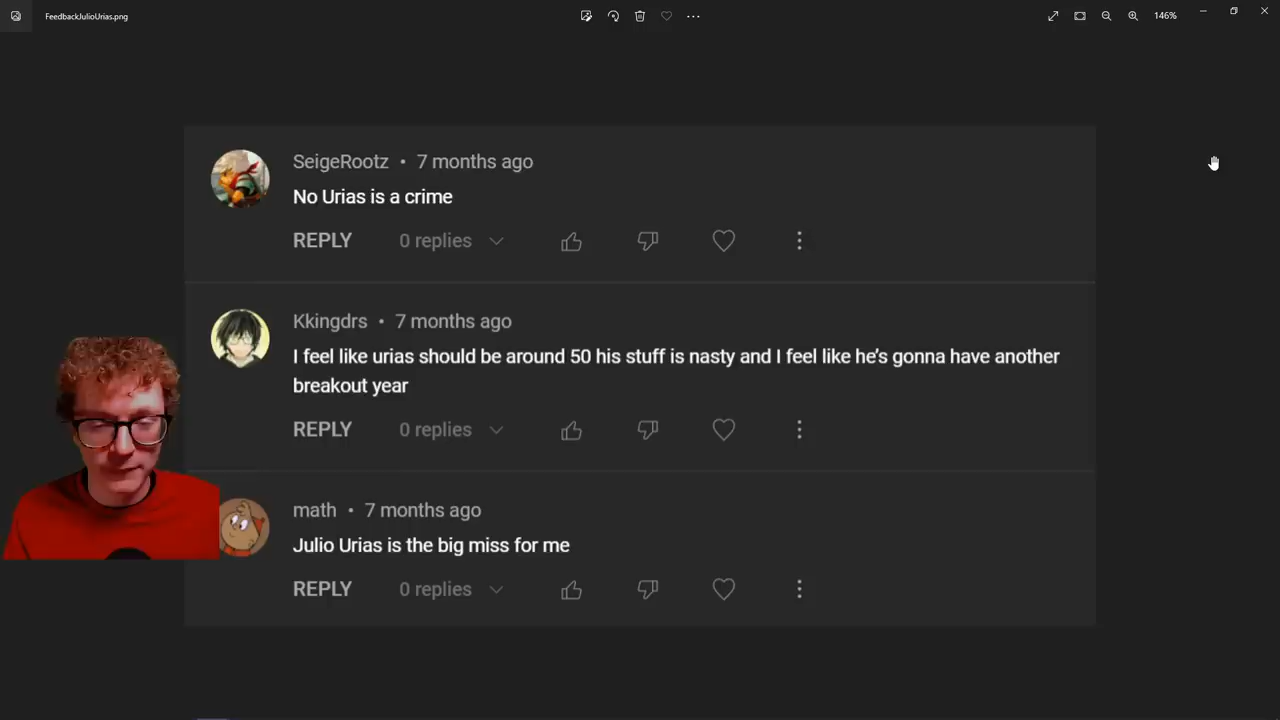 FeedbackJulioUrias.png
146%
SeigeRootz • 7 months ago
No Urias is a crime
REPLY 0 replies
Kkingdrs • 7 months ago
I feel like urias should be around 50 his stuff is nasty and I feel like he's gonna have another
breakout year
REPLY 0 replies
math • 7 months ago
Julio Urias is the big miss for me
REPLY 0 replies